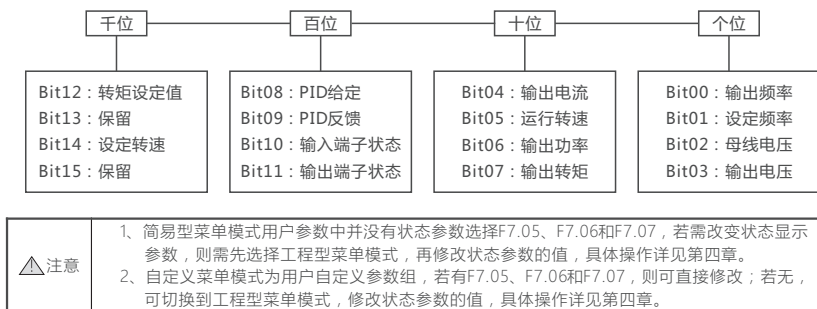 千位 百位 十位 个位
Bit12：转矩设定值
Bit13：保留
Bit14：设定转速
Bit15：保留
Bit08：PID给定
Bit09：PID反馈
Bit10：输入端子状态
Bit11：输出端子状态
Bit04：输出电流
Bit05：运行转速
Bit06：输出功率
Bit07：输出转矩
Bit00：输出频率
Bit01：设定频率
Bit02：母线电压
Bit03：输出电压
注意
1、简易型菜单模式用户参数中并没有状态参数选择F7.05、F7.06和F7.07，若需改变状态显示
参数，则需先选择工程型菜单模式，再修改状态参数的值，具体操作详见第四章。
2、自定义菜单模式为用户自定义参数组，若有F7.05、F7.06和F7.07，则可直接修改；若无，
可切换到工程型菜单模式，修改状态参数的值，具体操作详见第四章。